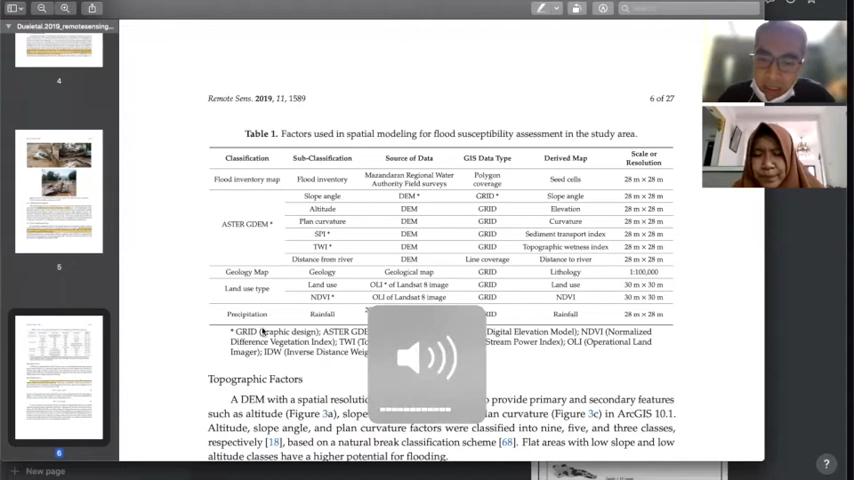 Search
Duietal.2019_remotesensing...
4
5
6
Remote Sens. 2019, 11, 1589
6 of 27
Table 1. Factors used in spatial modeling for flood susceptibility assessment in the study area.
Classification Sub-Classification Source of Data GIS Data Type Derived Map Scale or Resolution
Flood inventory map Flood inventory Mazandaran Regional Water Authority Field surveys Polygon coverage Seed cells 28 m × 28 m
ASTER GDEM * Slope angle DEM * GRID * Slope angle 28 m × 28 m
Altitude DEM GRID Elevation 28 m × 28 m
Plan curvature DEM GRID Curvature 28 m × 28 m
SPI * DEM GRID Sediment transport index 28 m × 28 m
TWI * DEM GRID Topographic wetness index 28 m × 28 m
Distance from river DEM Line coverage Distance to river 28 m × 28 m
Geology Map Geology Geological map GRID Lithology 1:100,000
Land use type Land use OLI * of Landsat 8 image GRID Land use 30 m × 30 m
NDVI * OLI of Landsat 8 image GRID NDVI 30 m × 30 m
Precipitation Rainfall GRID Rainfall 28 m × 28 m
* GRID (Graphic design); ASTER GDE Digital Elevation Model); NDVI (Normalized
Difference Vegetation Index); TWI (To Stream Power Index); OLI (Operational Land
Imager); IDW (Inverse Distance Weig
Topographic Factors
A DEM with a spatial resolutio to provide primary and secondary features
such as altitude (Figure 3a), slope lan curvature (Figure 3c) in ArcGIS 10.1.
Altitude, slope angle, and plan curvature factors were classified into nine, five, and three classes,
respectively [18], based on a natural break classification scheme [68]. Flat areas with low slope and low
altitude classes have a higher potential for flooding.
New page
?